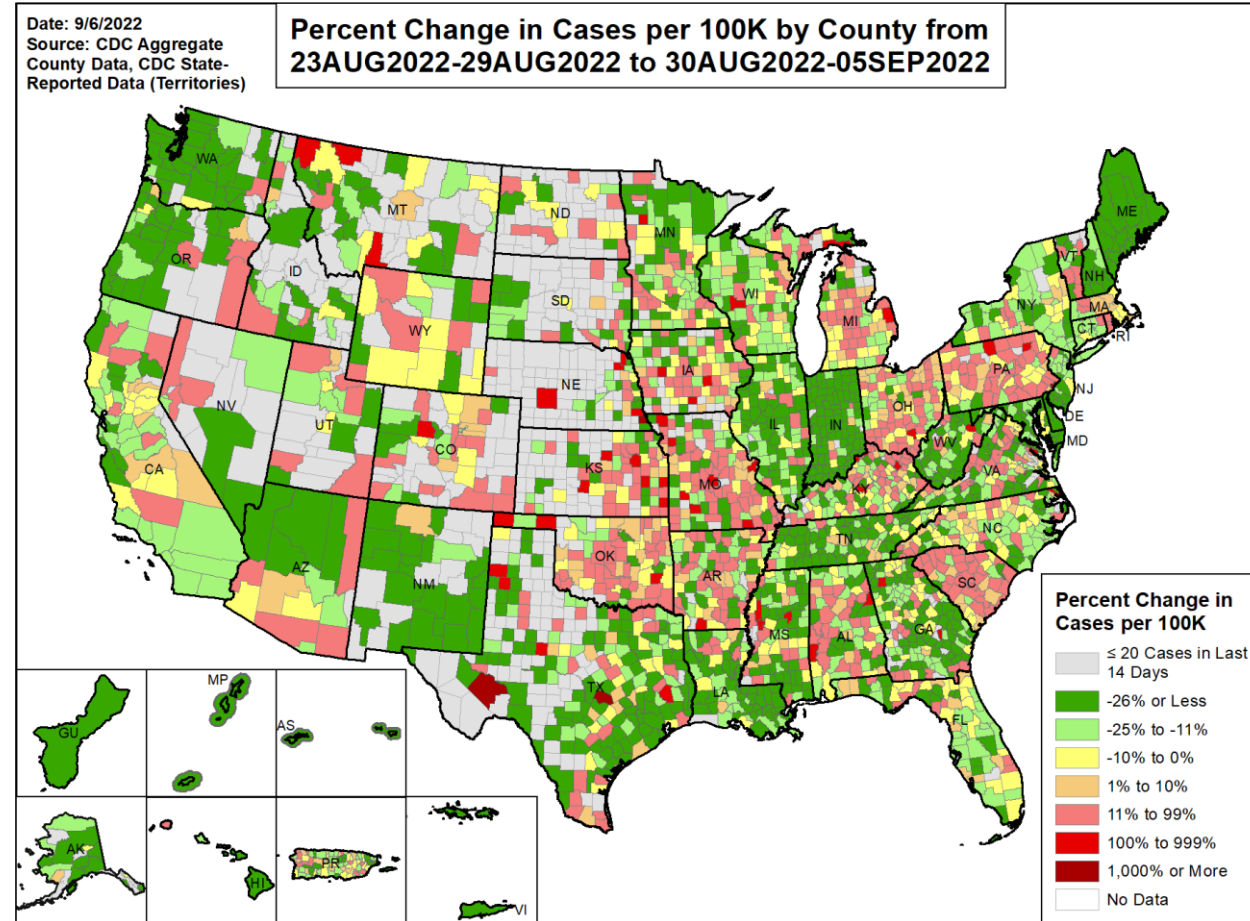 Date: 9/6/2022
Source: CDC Aggregate
County Data, CDC State-
Reported Data (Territories)
Percent Change in Cases per 100K by County from
23AUG2022-29AUG2022 to 30AUG2022-05SEP2022
WA
MT
ND
MN
ME
OR
ID
SD
WI
VT
NH
NY
MA
WY
MI
CT
RI
NE
IA
PA
NJ
NV
UT
CO
IL
IN
OH
DE
MD
WV
CA
KS
MO
KY
VA
AZ
NM
OK
AR
TN
NC
SC
MS
AL
GA
TX
LA
FL
GU
MP
AS
AK
HI
PR
VI
Percent Change in
Cases per 100K
≤ 20 Cases in Last
14 Days
-26% or Less
-25% to -11%
-10% to 0%
1% to 10%
11% to 99%
100% to 999%
1,000% or More
No Data